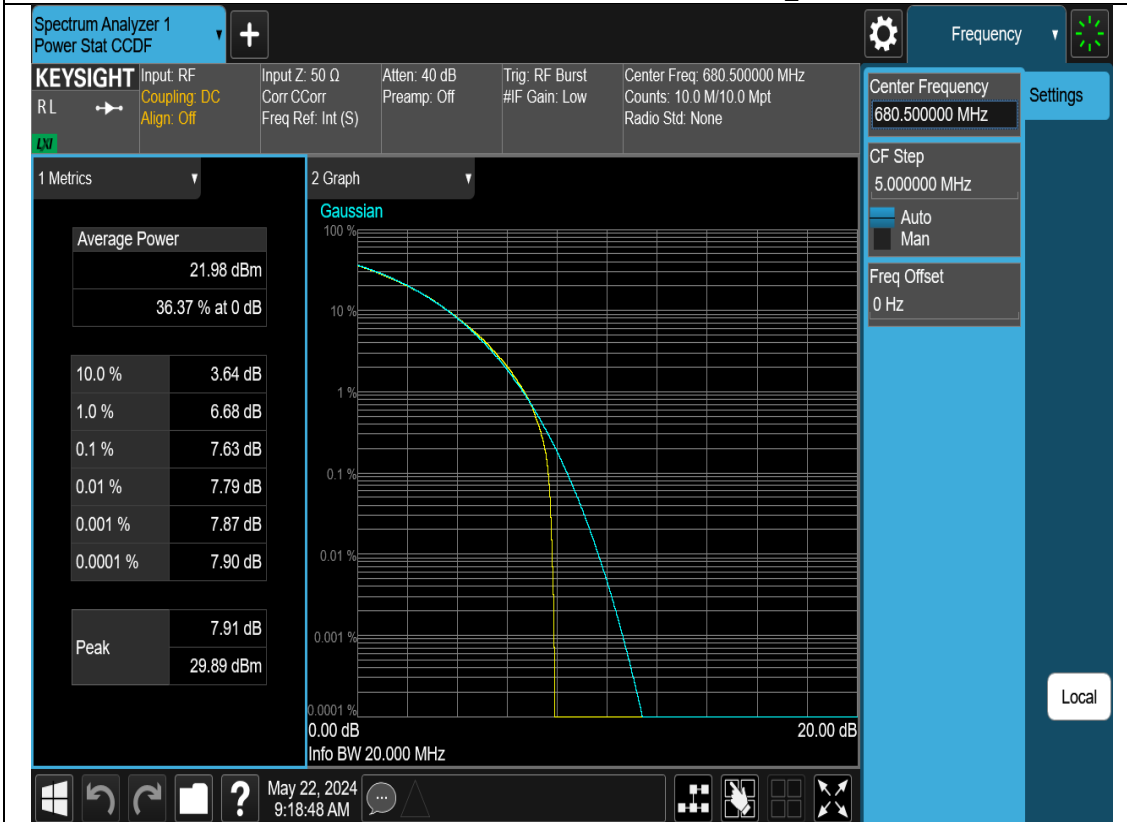 Spectrum Analyzer 1
Power Stat CCDF
Frequency
KEYSIGHT
R L
LXI
Input: RF
Coupling: DC
Align: Off
Input Z: 50 Ω
Corr CCorr
Freq Ref: Int (S)
Atten: 40 dB
Preamp: Off
Trig: RF Burst
#IF Gain: Low
Center Freq: 680.500000 MHz
Counts: 10.0 M/10.0 Mpt
Radio Std: None
Center Frequency
680.500000 MHz
Settings
CF Step
5.000000 MHz
Auto
Man
Freq Offset
0 Hz
1 Metrics
Average Power
21.98 dBm
36.37 % at 0 dB
10.0 % 3.64 dB
1.0 % 6.68 dB
0.1 % 7.63 dB
0.01 % 7.79 dB
0.001 % 7.87 dB
0.0001 % 7.90 dB
Peak
7.91 dB
29.89 dBm
2 Graph
Gaussian
100 %
10 %
1 %
0.1 %
0.01 %
0.001 %
0.0001 %
0.00 dB 20.00 dB
Info BW 20.000 MHz
Local
?
May 22, 2024
9:18:48 AM